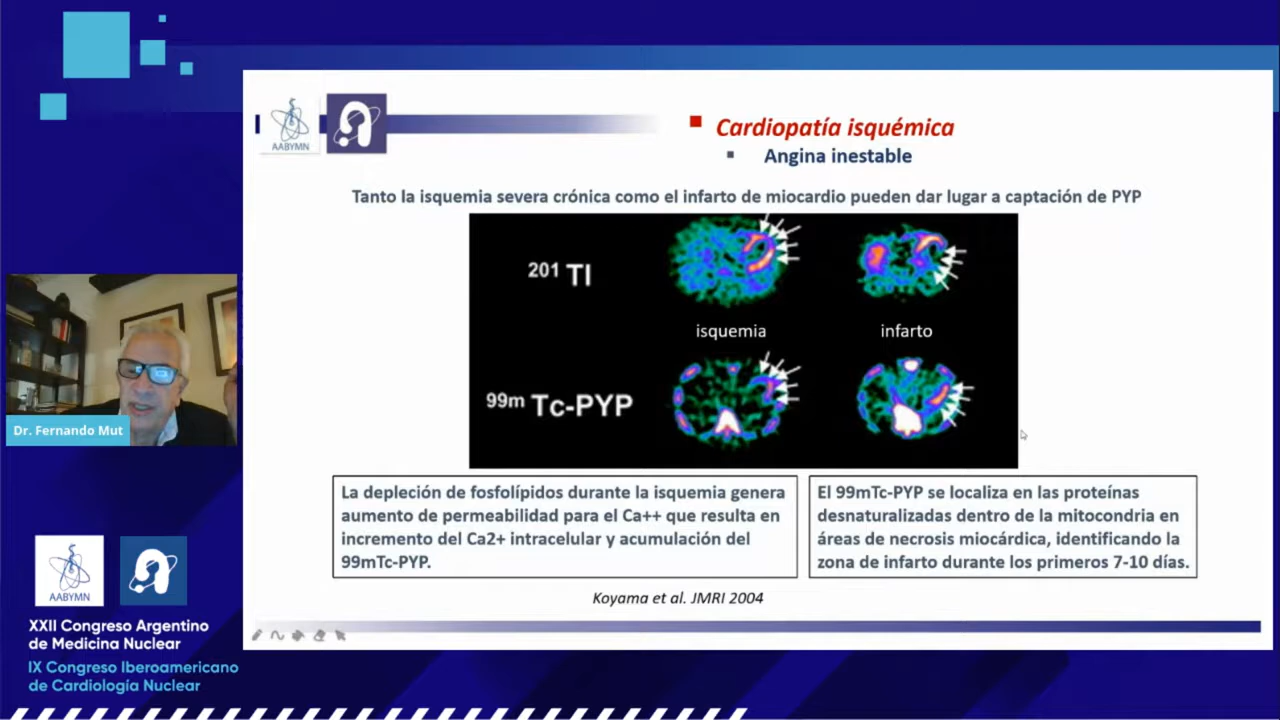 AABYMN
Cardiopatía isquémica
Angina inestable
Tanto la isquemia severa crónica como el infarto de miocardio pueden dar lugar a captación de PYP
201 Tl
isquemia
infarto
99m Tc-PYP
Dr. Fernando Mut
La depleción de fosfolípidos durante la isquemia genera
aumento de permeabilidad para el Ca++ que resulta en
incremento del Ca2+ intracelular y acumulación del
99mTc-PYP.
El 99mTc-PYP se localiza en las proteínas
desnaturalizadas dentro de la mitocondria en
áreas de necrosis miocárdica, identificando la
zona de infarto durante los primeros 7-10 días.
Koyama et al. JMRI 2004
AABYMN
XXII Congreso Argentino
de Medicina Nuclear
IX Congreso Iberoamericano
de Cardiología Nuclear